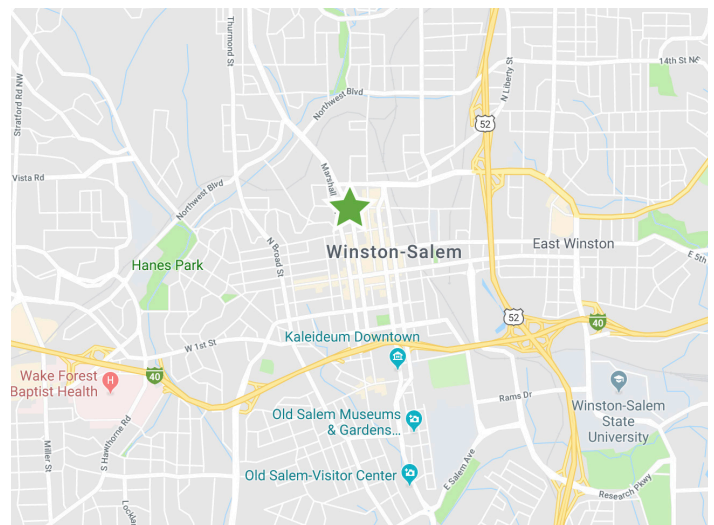 Stratford Rd NW
Thurmond St
Northwest Blvd
N Liberty St
14th St NE
52
Vista Rd
Marshall
Northwest Blvd
Winston-Salem
East Winston
E 5th
Hanes Park
N Broad St
52
40
Kaleideum Downtown
W 1st St
Wake Forest
Baptist Health
H
40
Rams Dr
Winston-Salem
State
University
Old Salem Museums
& Gardens...
S Hawthorne Rd
Miller St
Old Salem-Visitor Center
E Salem Ave
Research Pkwy
Lockla